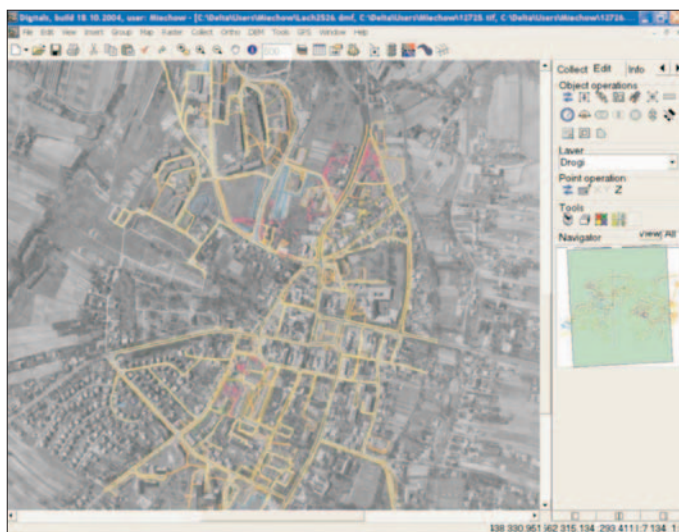 Digitals, build 18.10.2004, user: Miechow - [C:\Delta\Users\Miechow\Lach2526.dmf, C:\Delta\Users\Miechow\12725.tif, C:\Delta\Users\Miechow\12726
File Edit View Insert Group Map Raster Collect Ortho DEM Tools GPS Window Help
Collect Edit Info
Object operations
Layer
Drogi
Point operation
Z
Tools
Navigator
View All